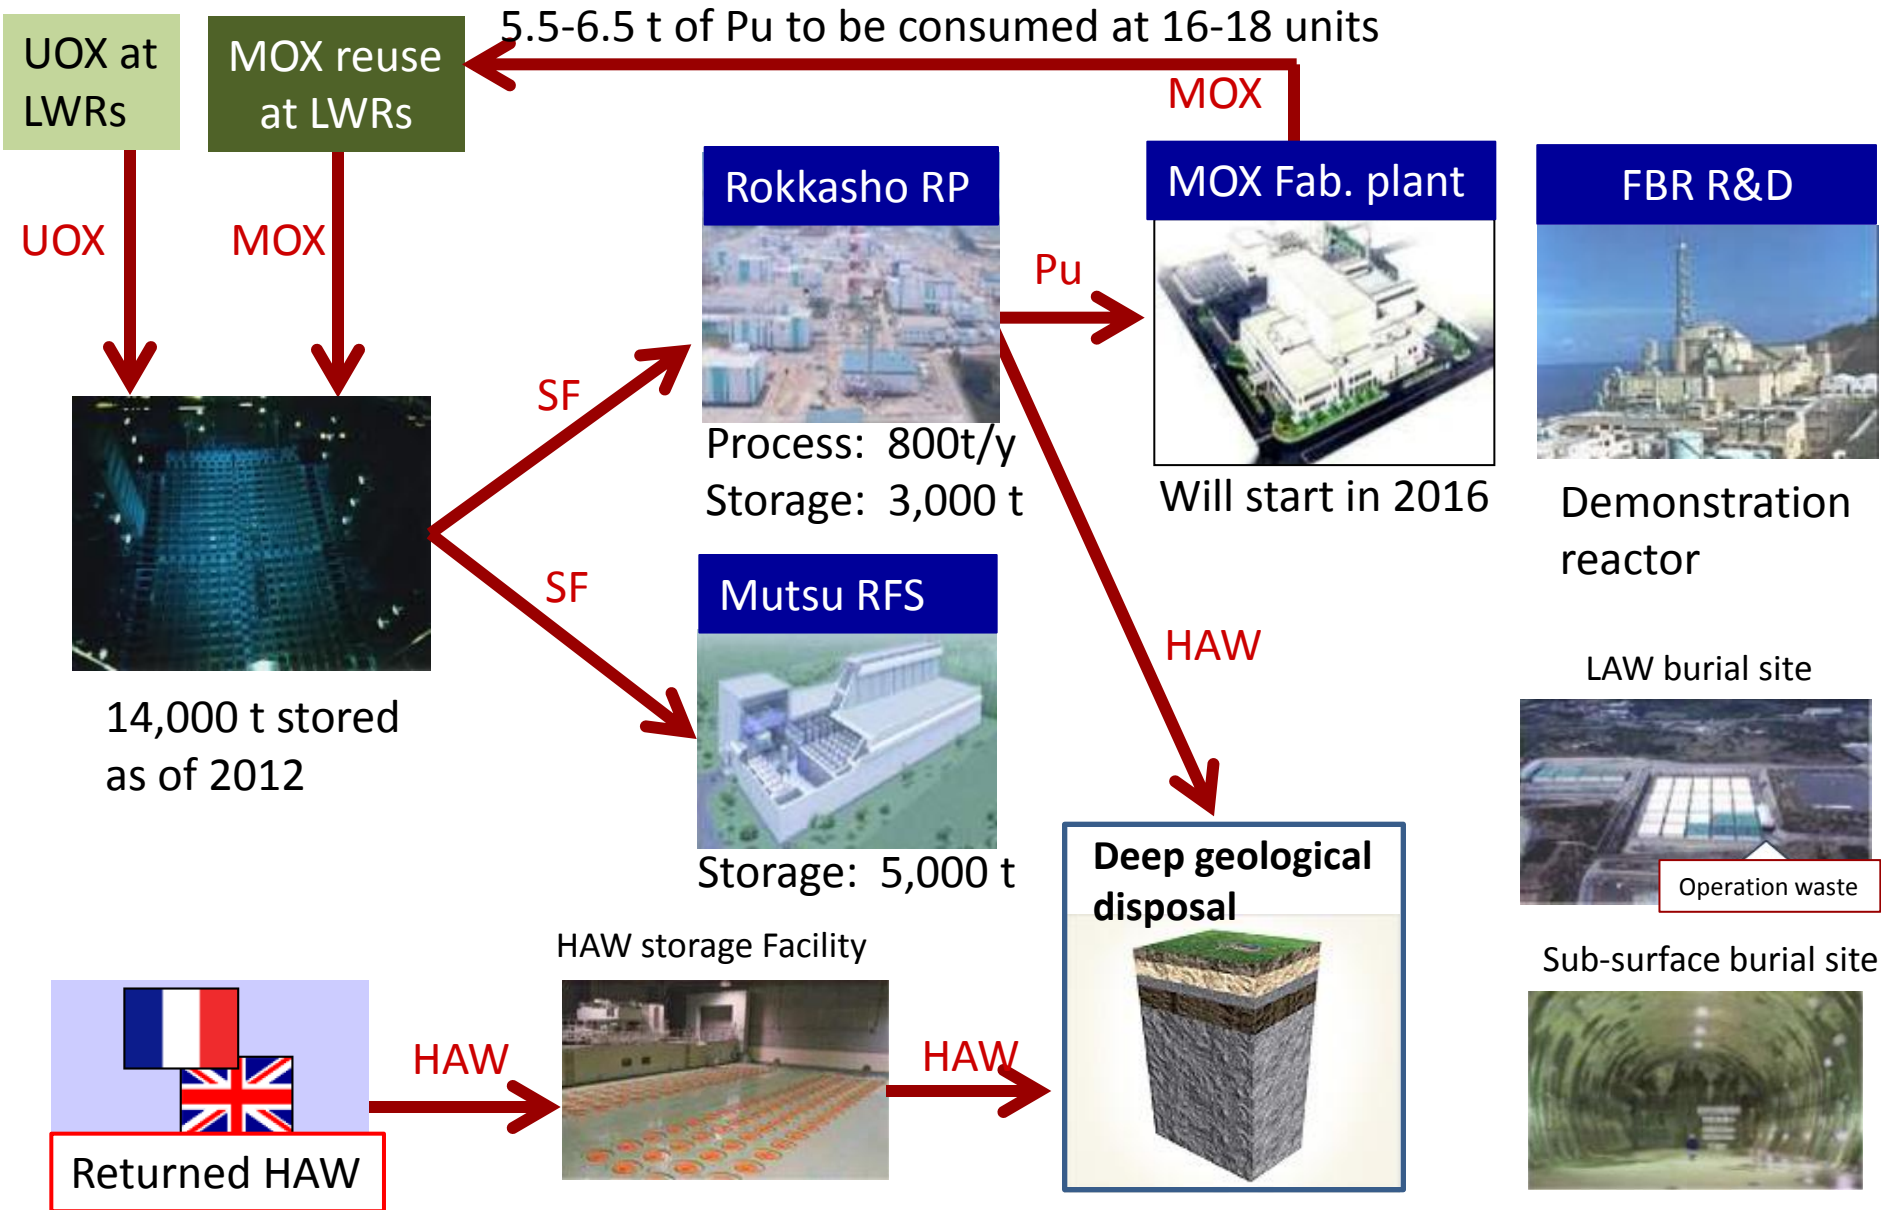 5.5-6.5 t of Pu to be consumed at 16-18 units
UOX at
LWRs
MOX reuse
at LWRs
MOX
UOX
MOX
Rokkasho RP
MOX Fab. plant
FBR R&D
SF
Pu
Process: 800t/y
Storage: 3,000 t
Will start in 2016
Demonstration
reactor
SF
Mutsu RFS
HAW
14,000 t stored
as of 2012
Storage: 5,000 t
LAW burial site
Operation waste
Deep geological
disposal
HAW storage Facility
Sub-surface burial site
HAW
HAW
Returned HAW